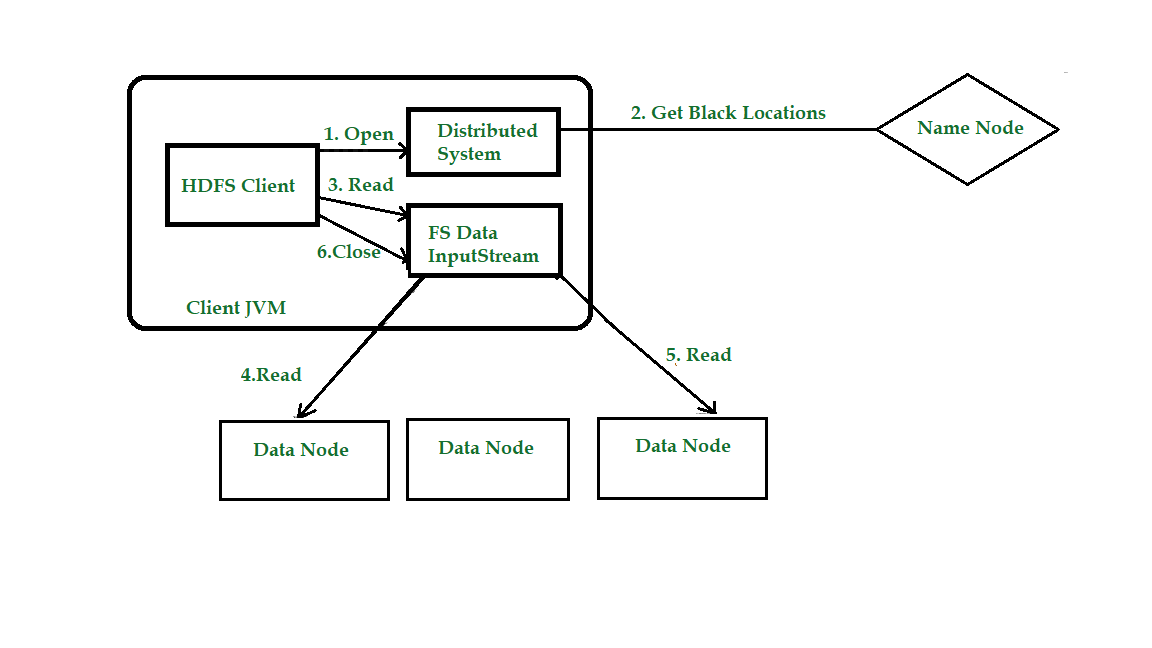 2. Get Black Locations
1. Open
Distributed
System
Name Node
HDFS Client
3. Read
FS Data
InputStream
6.Close
Client JVM
4.Read
5. Read
Data Node
Data Node
Data Node